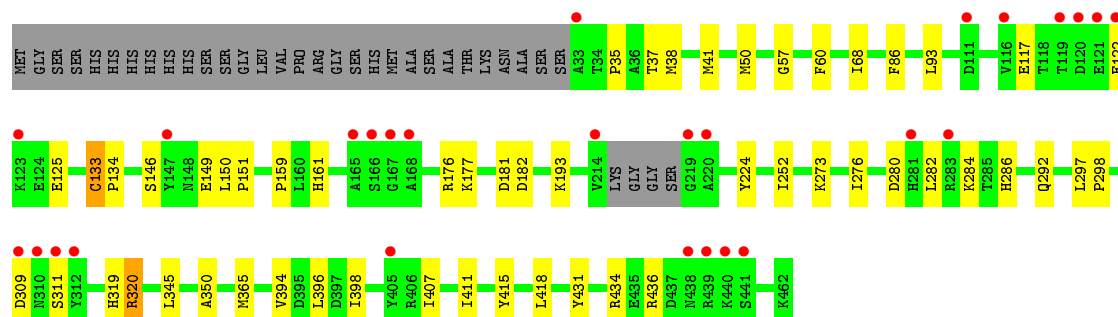 MET GLY SER SER HIS HIS HIS HIS HIS HIS SER SER GLY LEU VAL PRO ARG GLY SER HIS MET ALA SER ALA THR LYS ASN ALA SER SER A33 T34 P35 A36 T37 M38 M41 M50 G57 F60 I68 F86 L93 D111 V116 E117 T118 T119 D120 E121 E122
K123 E124 E125 C133 P134 S146 Y147 N148 E149 L150 P151 P159 L160 H161 A165 S166 G167 A168 R176 K177 D181 D182 K193 V214 LYS GLY GLY SER G219 A220 Y224 I252 K273 I276 D280 H281 L282 R283 K284 T285 H286 Q292 L297 P298
D309 N310 S311 Y312 H319 R320 L345 A350 M365 V394 D395 L396 D397 I398 Y405 R406 I407 I411 Y415 L418 Y431 R434 E435 R436 D437 N438 R439 K440 S441 K462